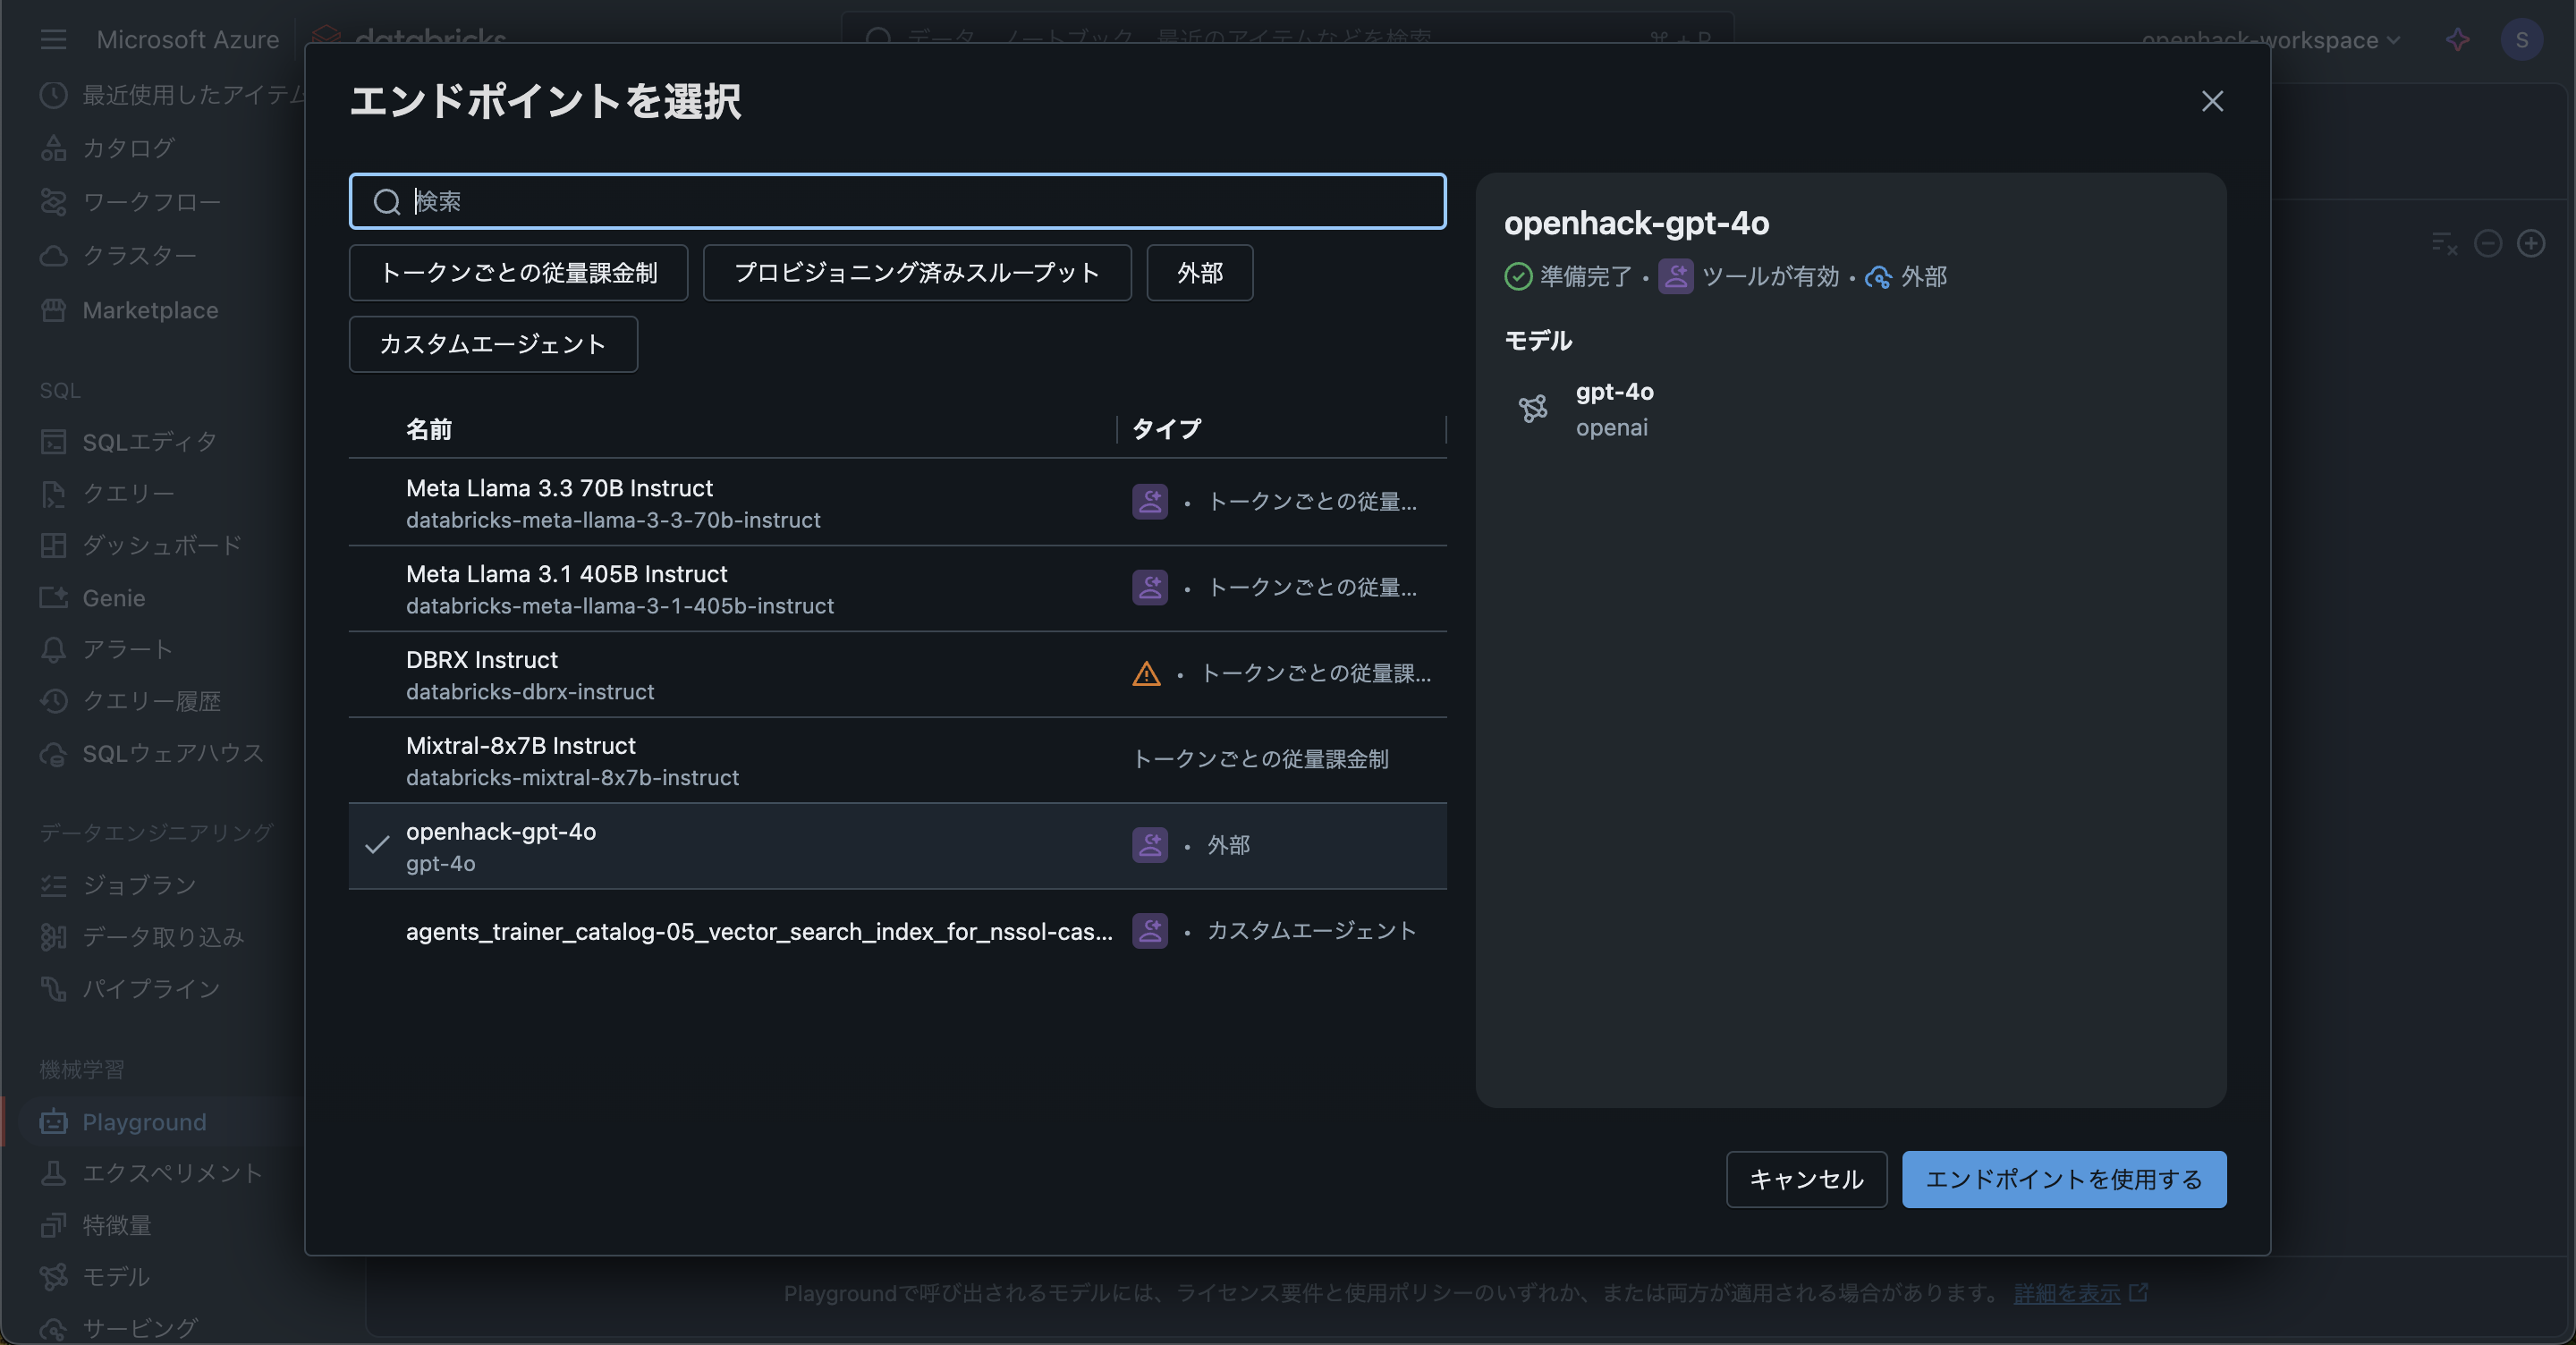 Microsoft Azure
databricks
データ、ノートブック、最近のアイテムなどを検索
⌘ + P
openhack-workspace
S
最近使用したアイテム
カタログ
ワークフロー
クラスター
Marketplace
SQL
SQLエディタ
クエリー
ダッシュボード
Genie
アラート
クエリー履歴
SQLウェアハウス
データエンジニアリング
ジョブラン
データ取り込み
パイプライン
機械学習
Playground
エクスペリメント
特徴量
モデル
サービング
エンドポイントを選択
検索
トークンごとの従量課金制
プロビジョニング済みスループット
外部
カスタムエージェント
名前 タイプ
Meta Llama 3.3 70B Instruct
databricks-meta-llama-3-3-70b-instruct
・ トークンごとの従量...
Meta Llama 3.1 405B Instruct
databricks-meta-llama-3-1-405b-instruct
・ トークンごとの従量...
DBRX Instruct
databricks-dbrx-instruct
・ トークンごとの従量課...
Mixtral-8x7B Instruct
databricks-mixtral-8x7b-instruct
トークンごとの従量課金制
openhack-gpt-4o
gpt-4o
・ 外部
agents_trainer_catalog-05_vector_search_index_for_nssol-cas...
・ カスタムエージェント
openhack-gpt-4o
準備完了・ツールが有効・外部
モデル
gpt-4o
openai
キャンセル
エンドポイントを使用する
Playgroundで呼び出されるモデルには、ライセンス要件と使用ポリシーのいずれか、または両方が適用される場合があります。 詳細を表示